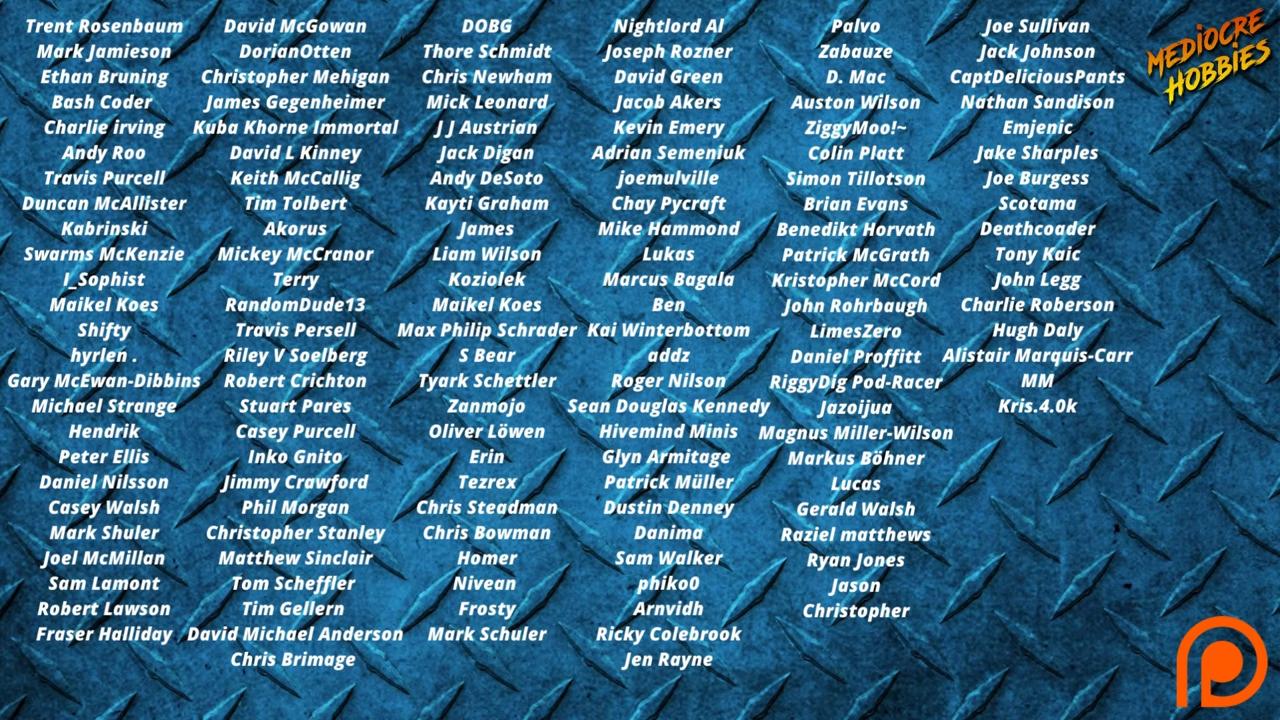 Trent Rosenbaum
Mark Jamieson
Ethan Bruning
Bash Coder
Charlie irving
Andy Roo
Travis Purcell
Duncan McAllister
Kabrinski
Swarms McKenzie
I_Sophist
Maikel Koes
Shifty
hyrlen .
Gary McEwan-Dibbins
Michael Strange
Hendrik
Peter Ellis
Daniel Nilsson
Casey Walsh
Mark Shuler
Joel McMillan
Sam Lamont
Robert Lawson
Fraser Halliday
David McGowan
DorianOtten
Christopher Mehigan
James Gegenheimer
Kuba Khorne Immortal
David L Kinney
Keith McCallig
Tim Tolbert
Akorus
Mickey McCranor
Terry
RandomDude13
Travis Persell
Riley V Soelberg
Robert Crichton
Stuart Pares
Casey Purcell
Inko Gnito
Jimmy Crawford
Phil Morgan
Christopher Stanley
Matthew Sinclair
Tom Scheffler
Tim Gellern
David Michael Anderson
Chris Brimage
DOBG
Thore Schmidt
Chris Newham
Mick Leonard
J J Austrian
Jack Digan
Andy DeSoto
Kayti Graham
James
Liam Wilson
Koziolek
Maikel Koes
Max Philip Schrader
S Bear
Tyark Schettler
Zanmojo
Oliver Löwen
Erin
Tezrex
Chris Steadman
Chris Bowman
Homer
Nivean
Frosty
Mark Schuler
Nightlord Al
Joseph Rozner
David Green
Jacob Akers
Kevin Emery
Adrian Semeniuk
joemulville
Chay Pycraft
Mike Hammond
Lukas
Marcus Bagala
Ben
Kai Winterbottom
addz
Roger Nilson
Sean Douglas Kennedy
Hivemind Minis
Glyn Armitage
Patrick Müller
Dustin Denney
Danima
Sam Walker
phiko0
Arnvidh
Ricky Colebrook
Jen Rayne
Palvo
Zabauze
D. Mac
Auston Wilson
ZiggyMoo!~
Colin Platt
Simon Tillotson
Brian Evans
Benedikt Horvath
Patrick McGrath
Kristopher McCord
John Rohrbaugh
LimesZero
Daniel Proffitt
RiggyDig Pod-Racer
Jazoijua
Magnus Miller-Wilson
Markus Böhner
Lucas
Gerald Walsh
Raziel matthews
Ryan Jones
Jason
Christopher
Joe Sullivan
Jack Johnson
CaptDeliciousPants
Nathan Sandison
Emjenic
Jake Sharples
Joe Burgess
Scotama
Deathcoader
Tony Kaic
John Legg
Charlie Roberson
Hugh Daly
Alistair Marquis-Carr
MM
Kris.4.0k
MEDIOCRE
HOBBIES